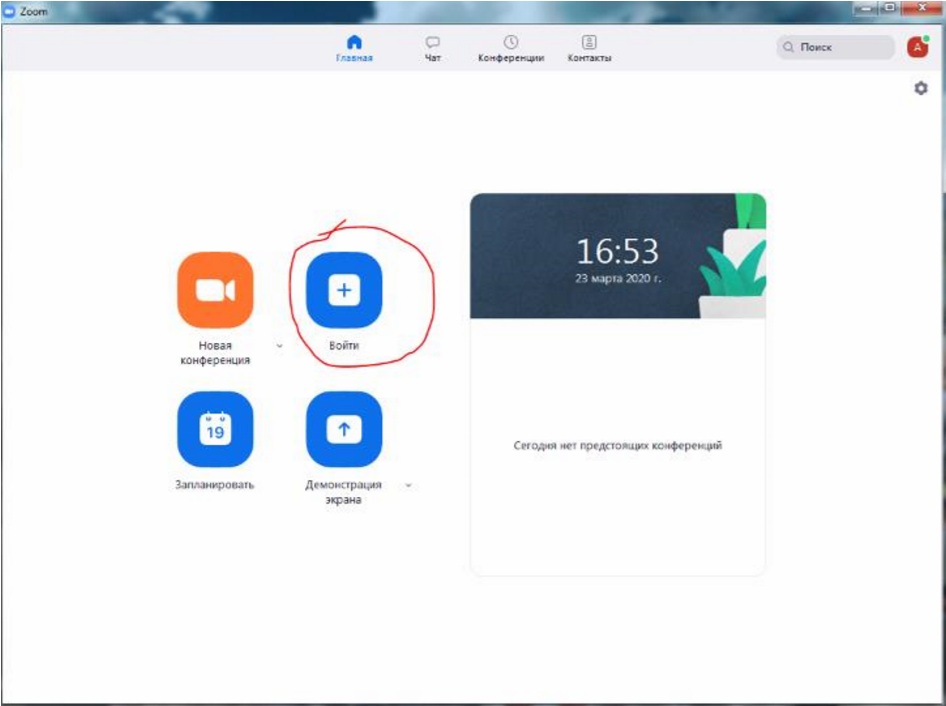 Zoom
Главная
Чат
Конференции
Контакты
Поиск
A
16:53
23 марта 2020 г.
Новая
конференция
Войти
19
Запланировать
Демонстрация
экрана
Сегодня нет предстоящих конференций